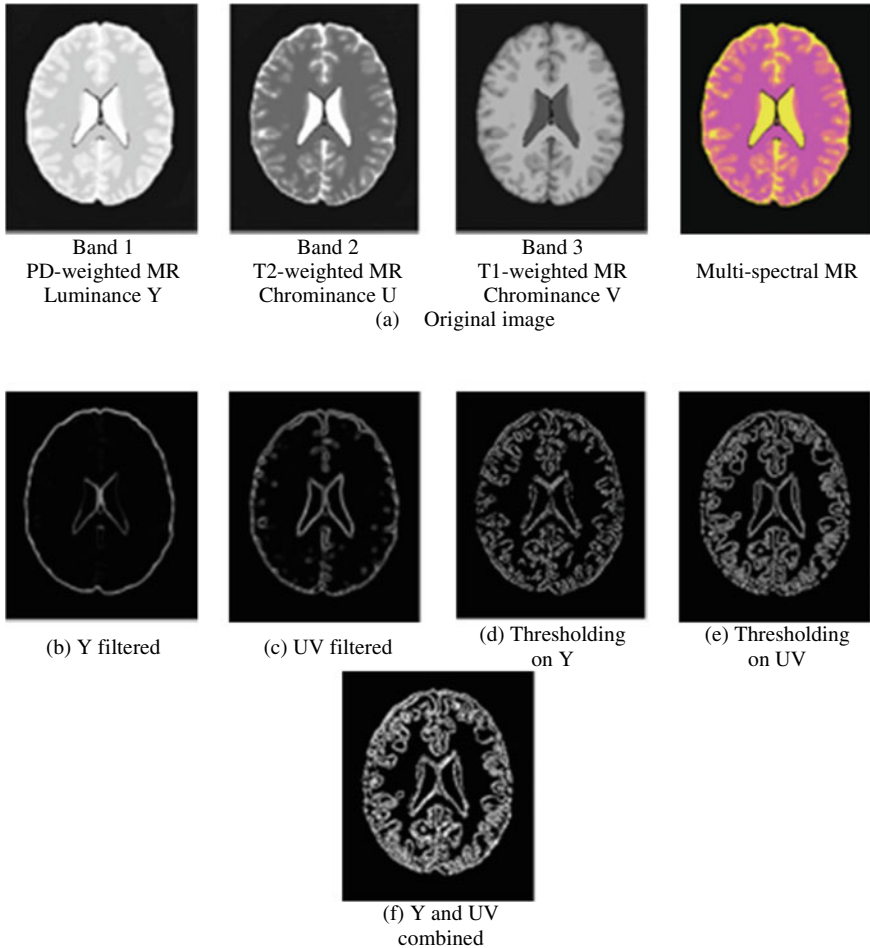 Band 1
PD-weighted MR
Luminance Y
Band 2
T2-weighted MR
Chrominance U
Band 3
T1-weighted MR
Chrominance V
Multi-spectral MR
(a) Original image
(b) Y filtered
(c) UV filtered
(d) Thresholding
on Y
(e) Thresholding
on UV
(f) Y and UV
combined